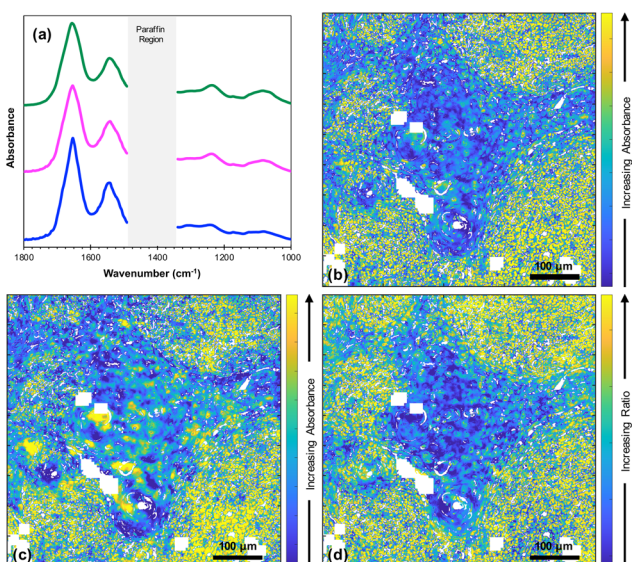 (a)
Paraffin
Region
Absorbance
1800
1600
1400
1200
1000
Wavenumber (cm-1)
100 μm
(b)
Increasing Absorbance
100 μm
(c)
Increasing Absorbance
100 μm
(d)
Increasing Ratio